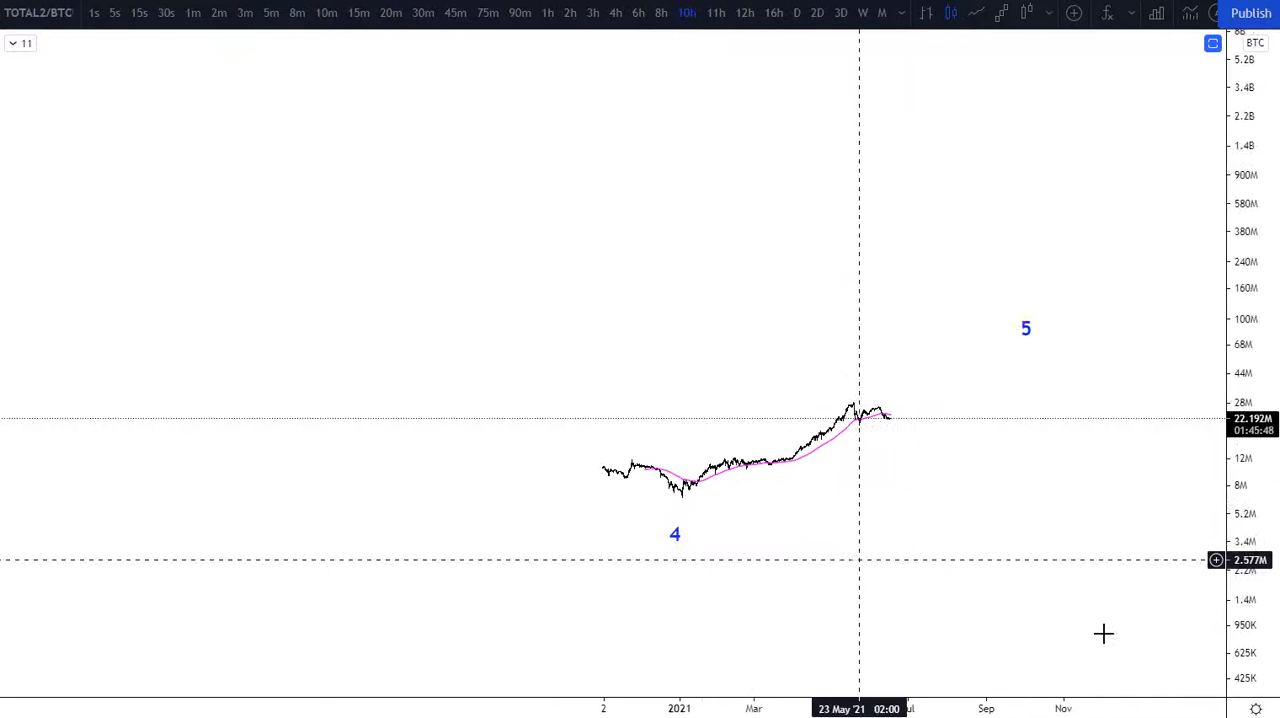 TOTAL2/BTC 1s 5s 15s 30s 1m 2m 3m 5m 8m 10m 15m 20m 30m 45m 75m 90m 1h 2h 3h 4h 6h 8h 10h 11h 12h 16h D 2D 3D W M Publish
11
BTC
5.2B
3.4B
2.2B
1.4B
900M
580M
380M
240M
160M
100M
5
68M
44M
28M
22.192M
01:45:48
12M
8M
5.2M
4
3.4M
2.577M
2.2M
1.4M
950K
625K
425K
2 2021 Mar 23 May '21 02:00 Sep Nov